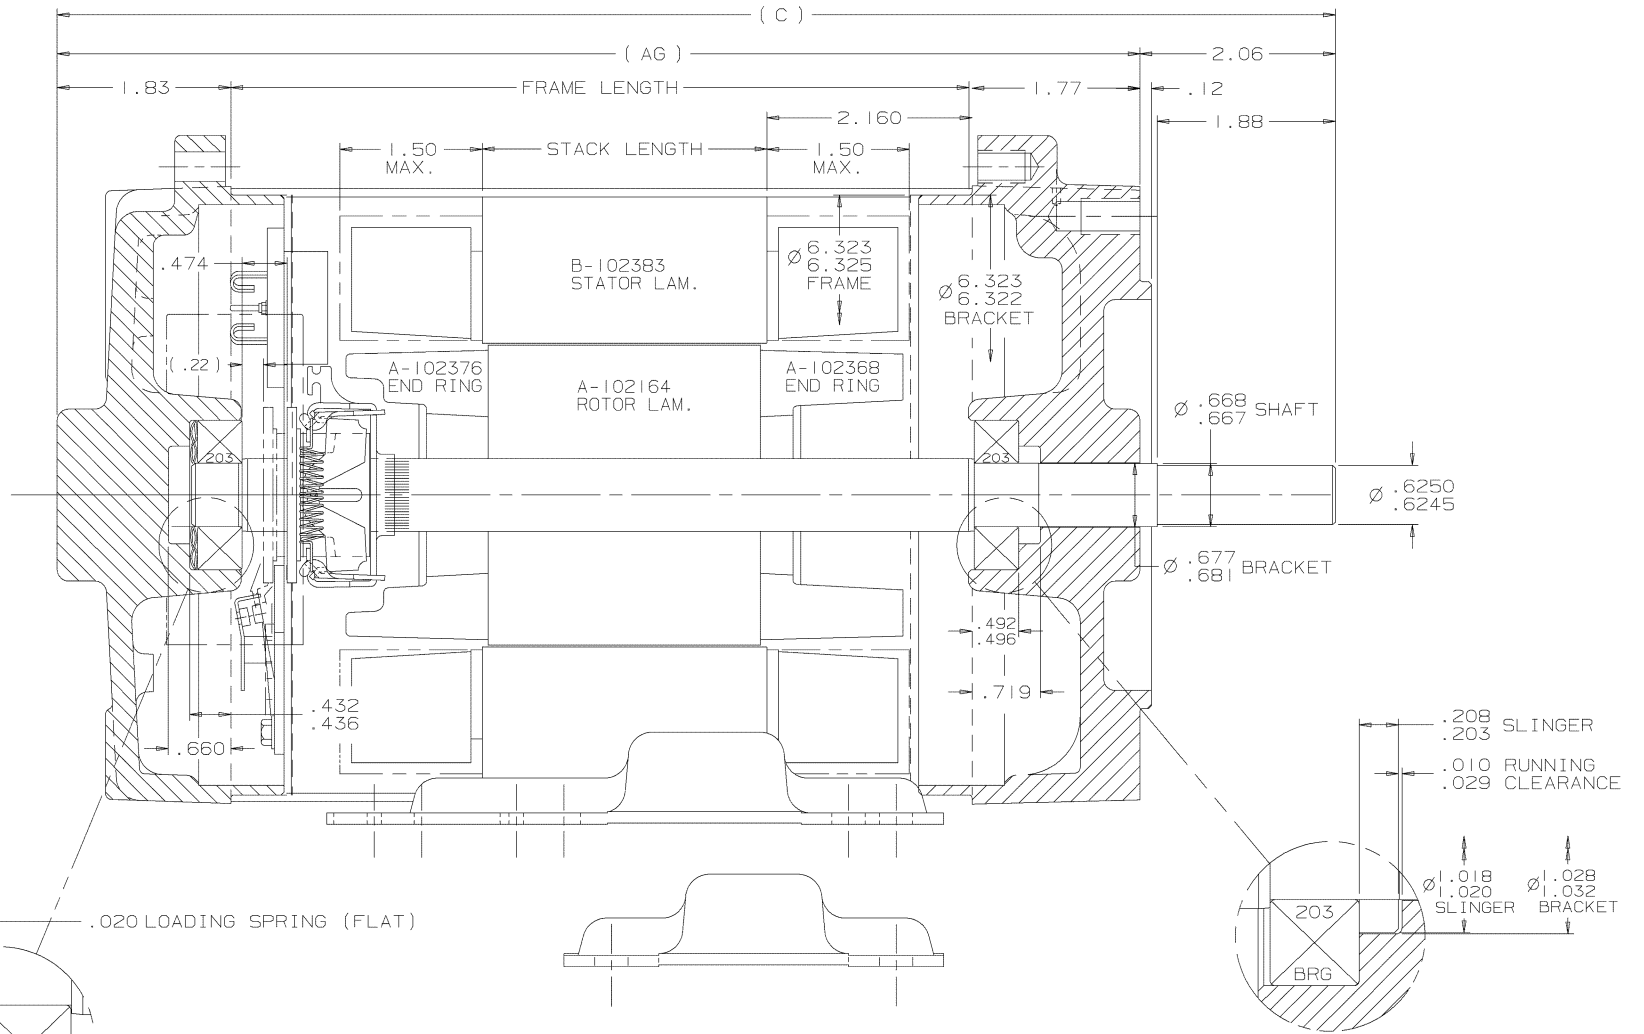 ( C )
( AG )
2.06
1.83
FRAME LENGTH
1.77
.12
2.160
1.88
1.50
MAX.
STACK LENGTH
1.50
MAX.
.474
B-102383
STATOR LAM.
Ø 6.323
6.325
FRAME
Ø 6.323
6.322
BRACKET
(.22)
A-102376
END RING
A-102164
ROTOR LAM.
A-102368
END RING
Ø .668
.667 SHAFT
203
203
Ø .6250
.6245
Ø .677
.681 BRACKET
.492
.496
.719
.432
.436
.660
.208
.203 SLINGER
.010 RUNNING
.029 CLEARANCE
Ø1.018
1.020
SLINGER
Ø1.028
1.032
BRACKET
.020 LOADING SPRING (FLAT)
203
BRG